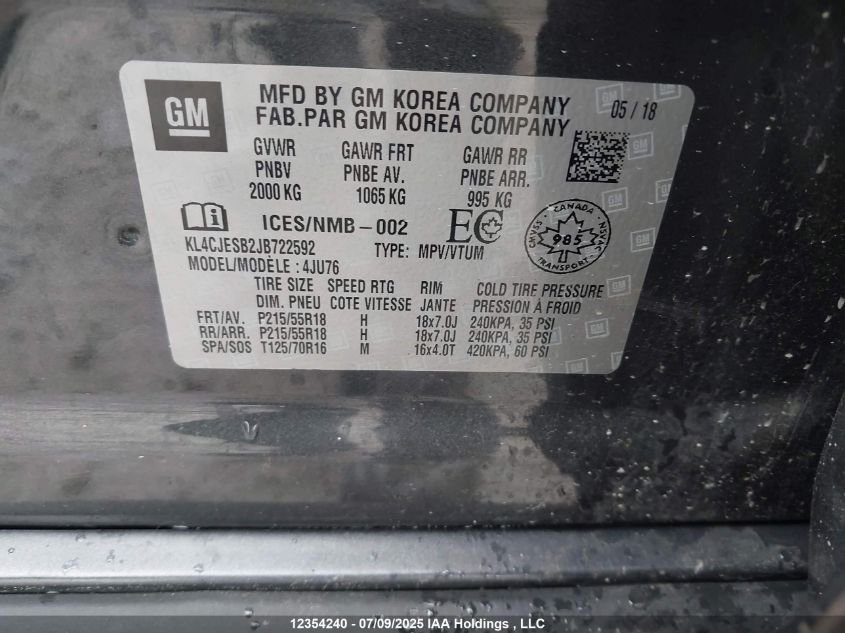 GM
MFD BY GM KOREA COMPANY 05 / 18
FAB.PAR GM KOREA COMPANY
GVWR GAWR FRT GAWR RR
PNBV PNBE AV. PNBE ARR.
2000 KG 1065 KG 995 KG
ICES/NMB-002 EC
CANADA CMVSS NSVAC 985 TRANSPORT
KL4CJESB2JB722592 TYPE: MPV/VTUM
MODEL/MODÈLE : 4JU76
TIRE SIZE SPEED RTG RIM COLD TIRE PRESSURE
DIM. PNEU COTE VITESSE JANTE PRESSION À FROID
FRT/AV. P215/55R18 H 18x7.0J 240KPA, 35 PSI
RR/ARR. P215/55R18 H 18x7.0J 240KPA, 35 PSI
SPA/SOS T125/70R16 M 16x4.0T 420KPA, 60 PSI
12354240 - 07/09/2025 IAA Holdings , LLC